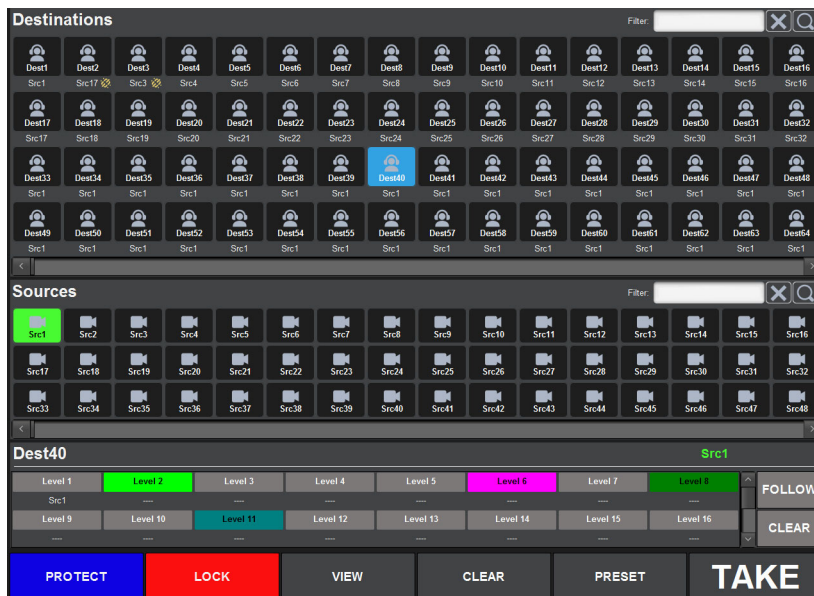 Destinations Filter:
Dest1 Dest2 Dest3 Dest4 Dest5 Dest6 Dest7 Dest8 Dest9 Dest10 Dest11 Dest12 Dest13 Dest14 Dest15 Dest16
Src1 Src17 Src3 Src4 Src5 Src6 Src7 Src8 Src9 Src10 Src11 Src12 Src13 Src14 Src15 Src16
Dest17 Dest18 Dest19 Dest20 Dest21 Dest22 Dest23 Dest24 Dest25 Dest26 Dest27 Dest28 Dest29 Dest30 Dest31 Dest32
Src17 Src18 Src19 Src20 Src21 Src22 Src23 Src24 Src25 Src26 Src27 Src28 Src29 Src30 Src31 Src32
Dest33 Dest34 Dest35 Dest36 Dest37 Dest38 Dest39 Dest40 Dest41 Dest42 Dest43 Dest44 Dest45 Dest46 Dest47 Dest48
Src1 Src1 Src1 Src1 Src1 Src1 Src1 Src1 Src1 Src1 Src1 Src1 Src1 Src1 Src1 Src1
Dest49 Dest50 Dest51 Dest52 Dest53 Dest54 Dest55 Dest56 Dest57 Dest58 Dest59 Dest60 Dest61 Dest62 Dest63 Dest64
Src1 Src1 Src1 Src1 Src1 Src1 Src1 Src1 Src1 Src1 Src1 Src1 Src1 Src1 Src1 Src1
Sources Filter:
Src1 Src2 Src3 Src4 Src5 Src6 Src7 Src8 Src9 Src10 Src11 Src12 Src13 Src14 Src15 Src16
Src17 Src18 Src19 Src20 Src21 Src22 Src23 Src24 Src25 Src26 Src27 Src28 Src29 Src30 Src31 Src32
Src33 Src34 Src35 Src36 Src37 Src38 Src39 Src40 Src41 Src42 Src43 Src44 Src45 Src46 Src47 Src48
Dest40 Src1
Level 1 Level 2 Level 3 Level 4 Level 5 Level 6 Level 7 Level 8
Src1 ---- ---- ---- ---- ---- ---- ----
FOLLOW
Level 9 Level 10 Level 11 Level 12 Level 13 Level 14 Level 15 Level 16
---- ---- ---- ---- ---- ---- ---- ----
CLEAR
PROTECT LOCK VIEW CLEAR PRESET TAKE